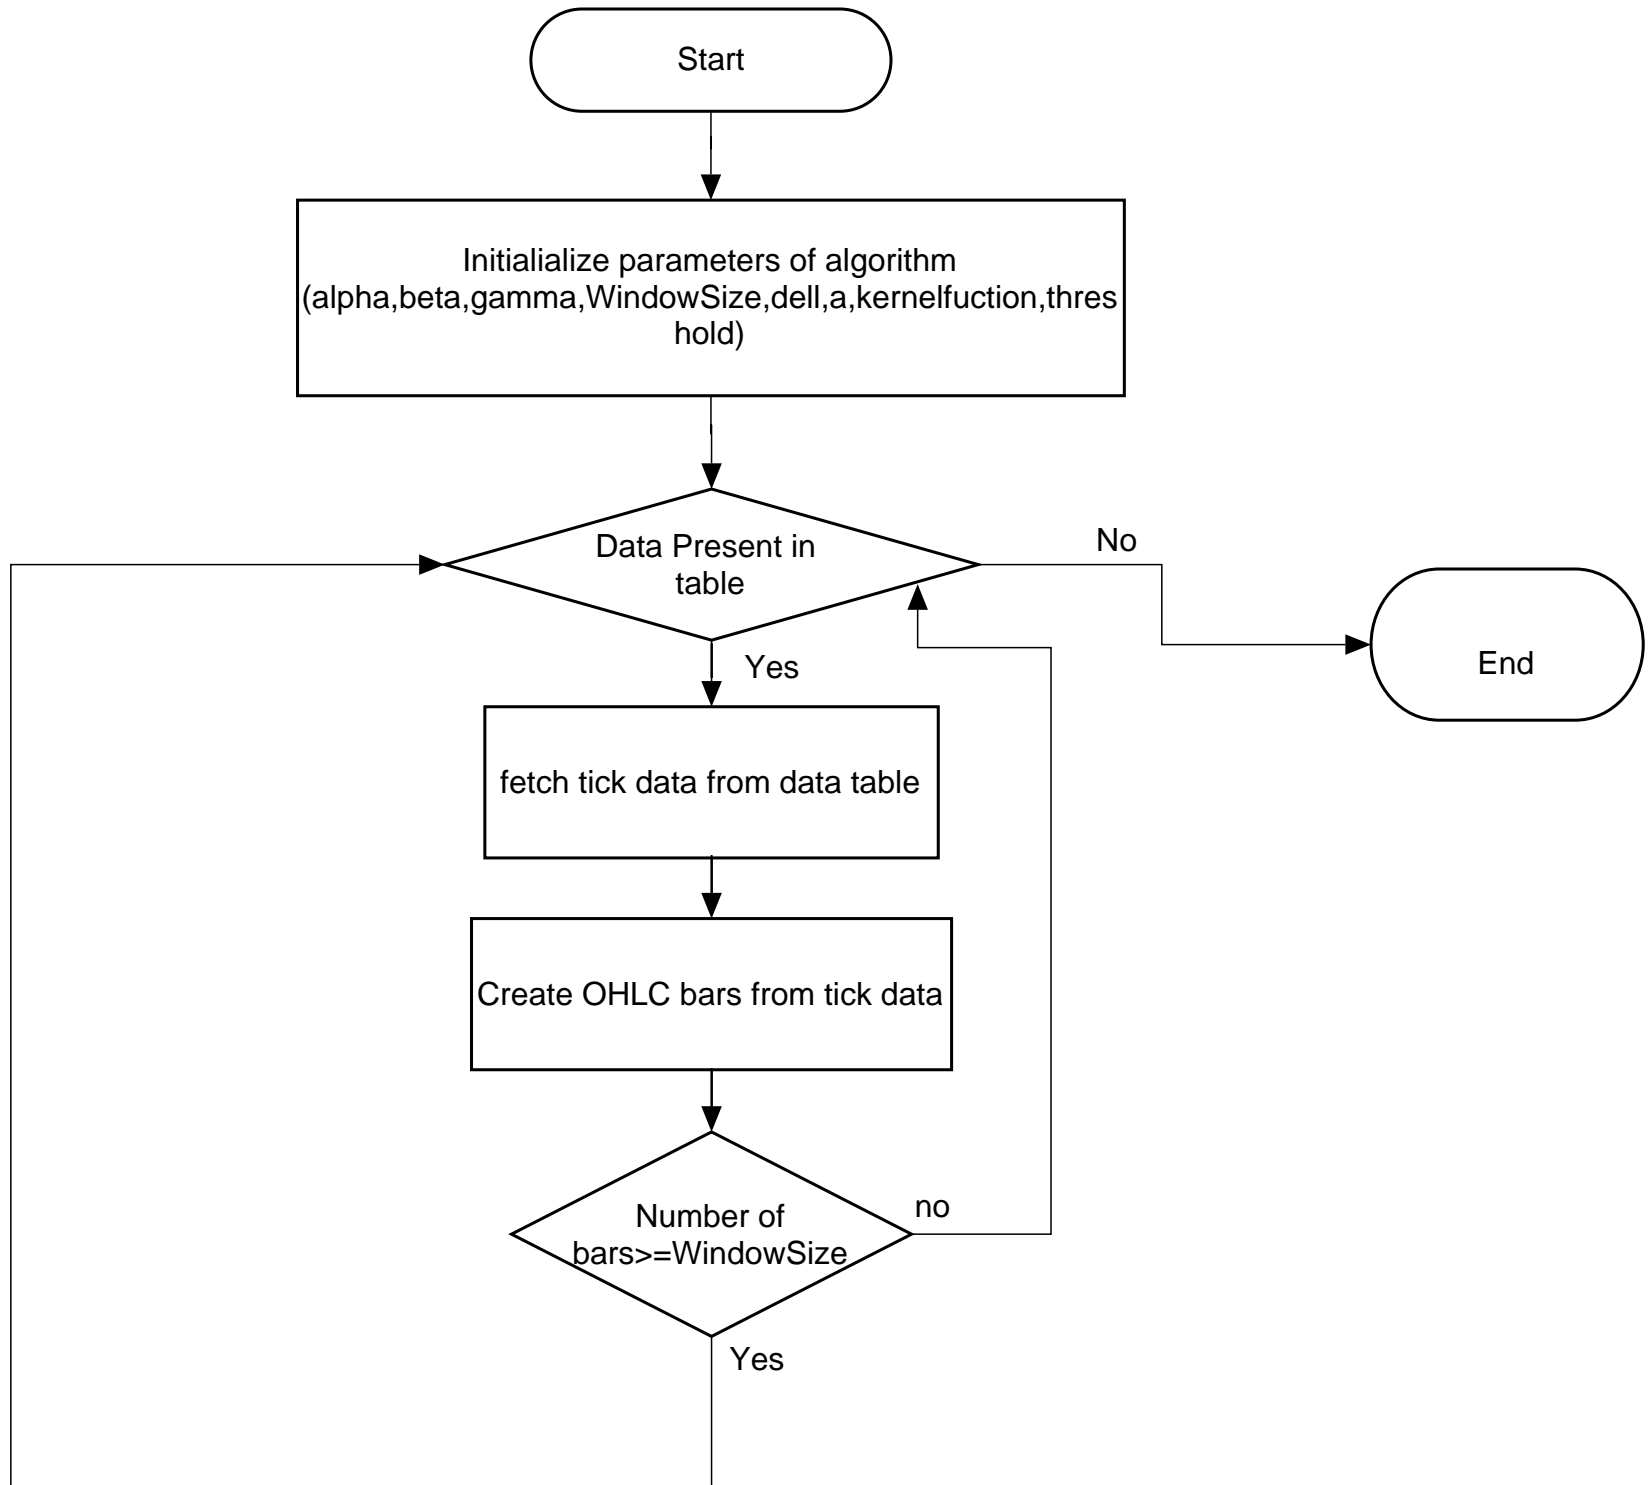 Start
Initialialize parameters of algorithm
(alpha,beta,gamma,WindowSize,dell,a,kernelfuction,thres
hold)
Data Present in
table
No
End
Yes
fetch tick data from data table
Create OHLC bars from tick data
Number of
bars>=WindowSize
no
Yes